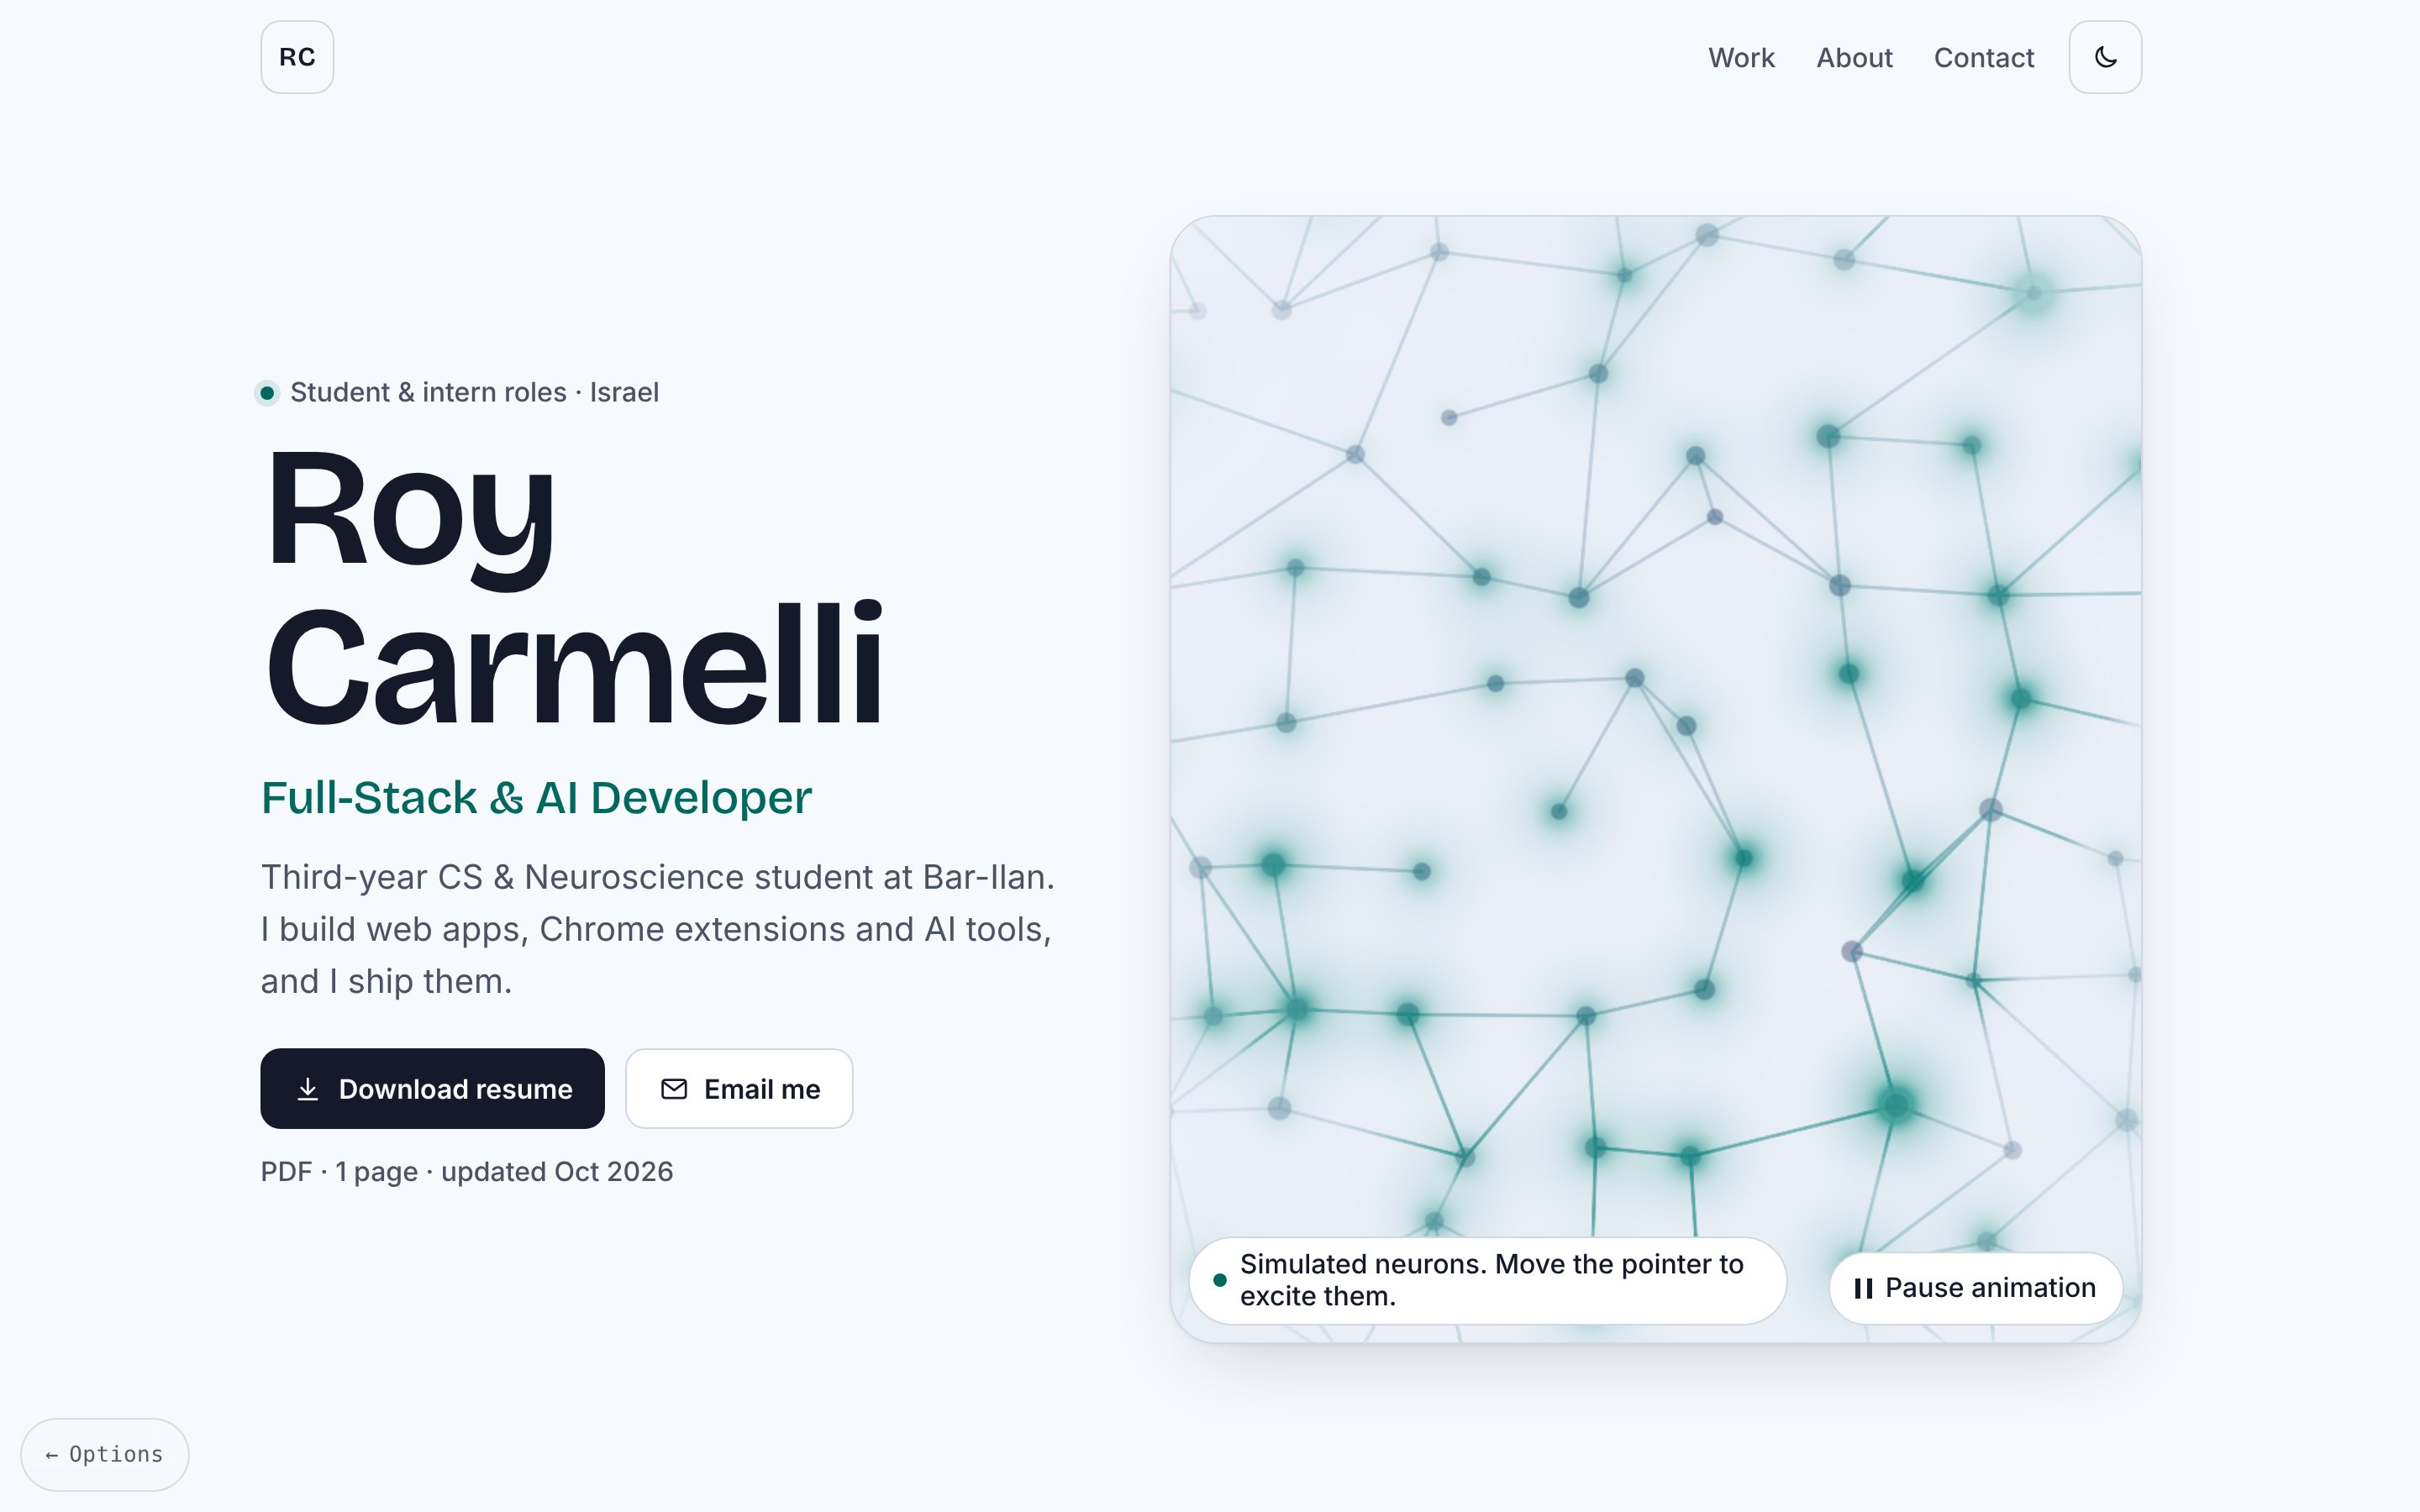 RC
Work
About
Contact
Student & intern roles · Israel
Roy
Carmelli
Full-Stack & AI Developer
Third-year CS & Neuroscience student at Bar-Ilan.
I build web apps, Chrome extensions and AI tools,
and I ship them.
Download resume
Email me
PDF · 1 page · updated Oct 2026
Simulated neurons. Move the pointer to
excite them.
Pause animation
← Options